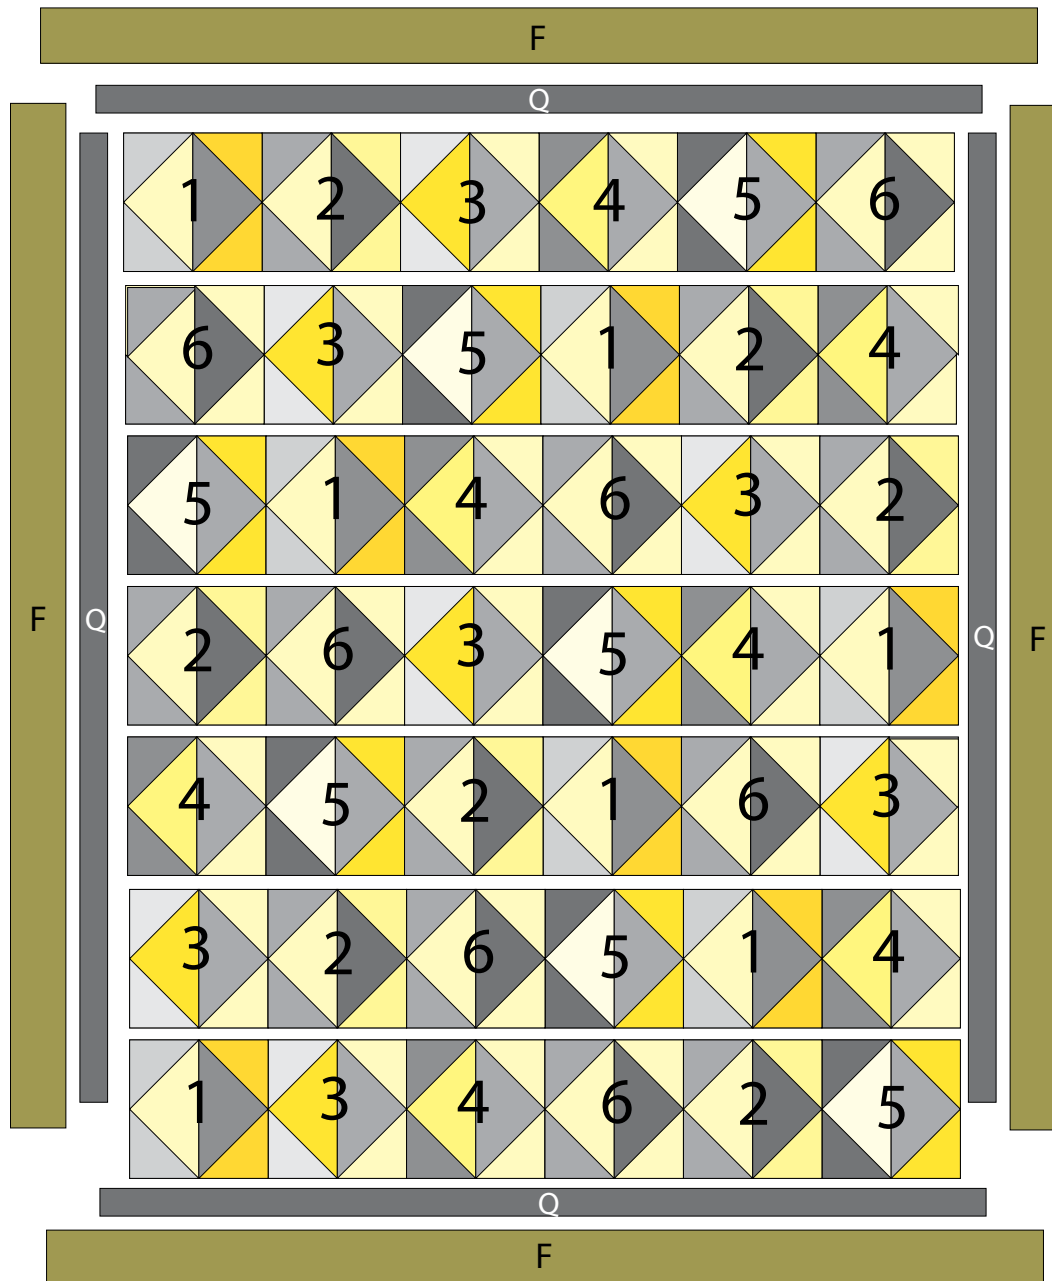 F
Q
1 2 3 4 5 6
6 3 5 1 2 4
5 1 4 6 3 2
F Q Q F
2 6 3 5 4 1
4 5 2 1 6 3
3 2 6 5 1 4
1 3 4 6 2 5
Q
F